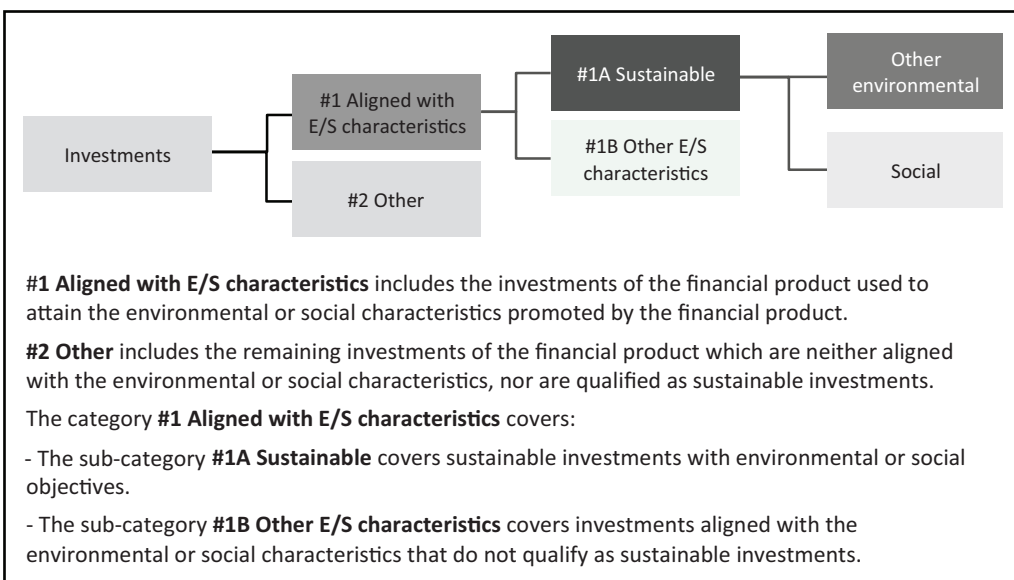 Investments
#1 Aligned with
E/S characteristics
#2 Other
#1A Sustainable
#1B Other E/S
characteristics
Other
environmental
Social
#1 Aligned with E/S characteristics includes the investments of the financial product used to
attain the environmental or social characteristics promoted by the financial product.
#2 Other includes the remaining investments of the financial product which are neither aligned
with the environmental or social characteristics, nor are qualified as sustainable investments.
The category #1 Aligned with E/S characteristics covers:
- The sub-category #1A Sustainable covers sustainable investments with environmental or social
objectives.
- The sub-category #1B Other E/S characteristics covers investments aligned with the
environmental or social characteristics that do not qualify as sustainable investments.